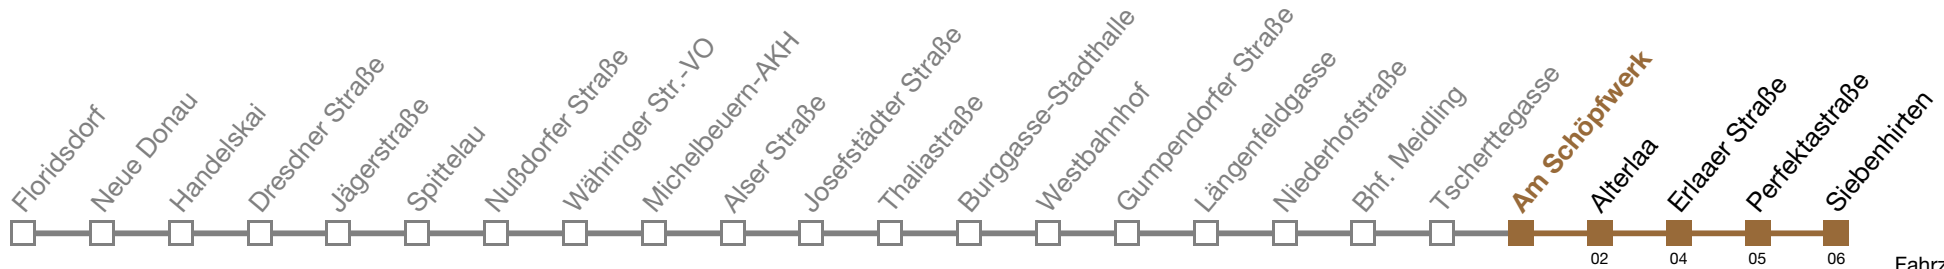 Floridsdorf
Neue Donau
Handelskai
Dresdner Straße
Jägerstraße
Spittelau
Nußdorfer Straße
Währinger Str.-VO
Michelbeuern-AKH
Alser Straße
Josefstädter Straße
Thaliastraße
Burggasse-Stadthalle
Westbahnhof
Gumpendorfer Straße
Längenfeldgasse
Niederhofstraße
Bhf. Meidling
Tscherttegasse
Am Schöpfwerk
Alterlaa
Erlaaer Straße
Perfektastraße
Siebenhirten
02 04 05 06